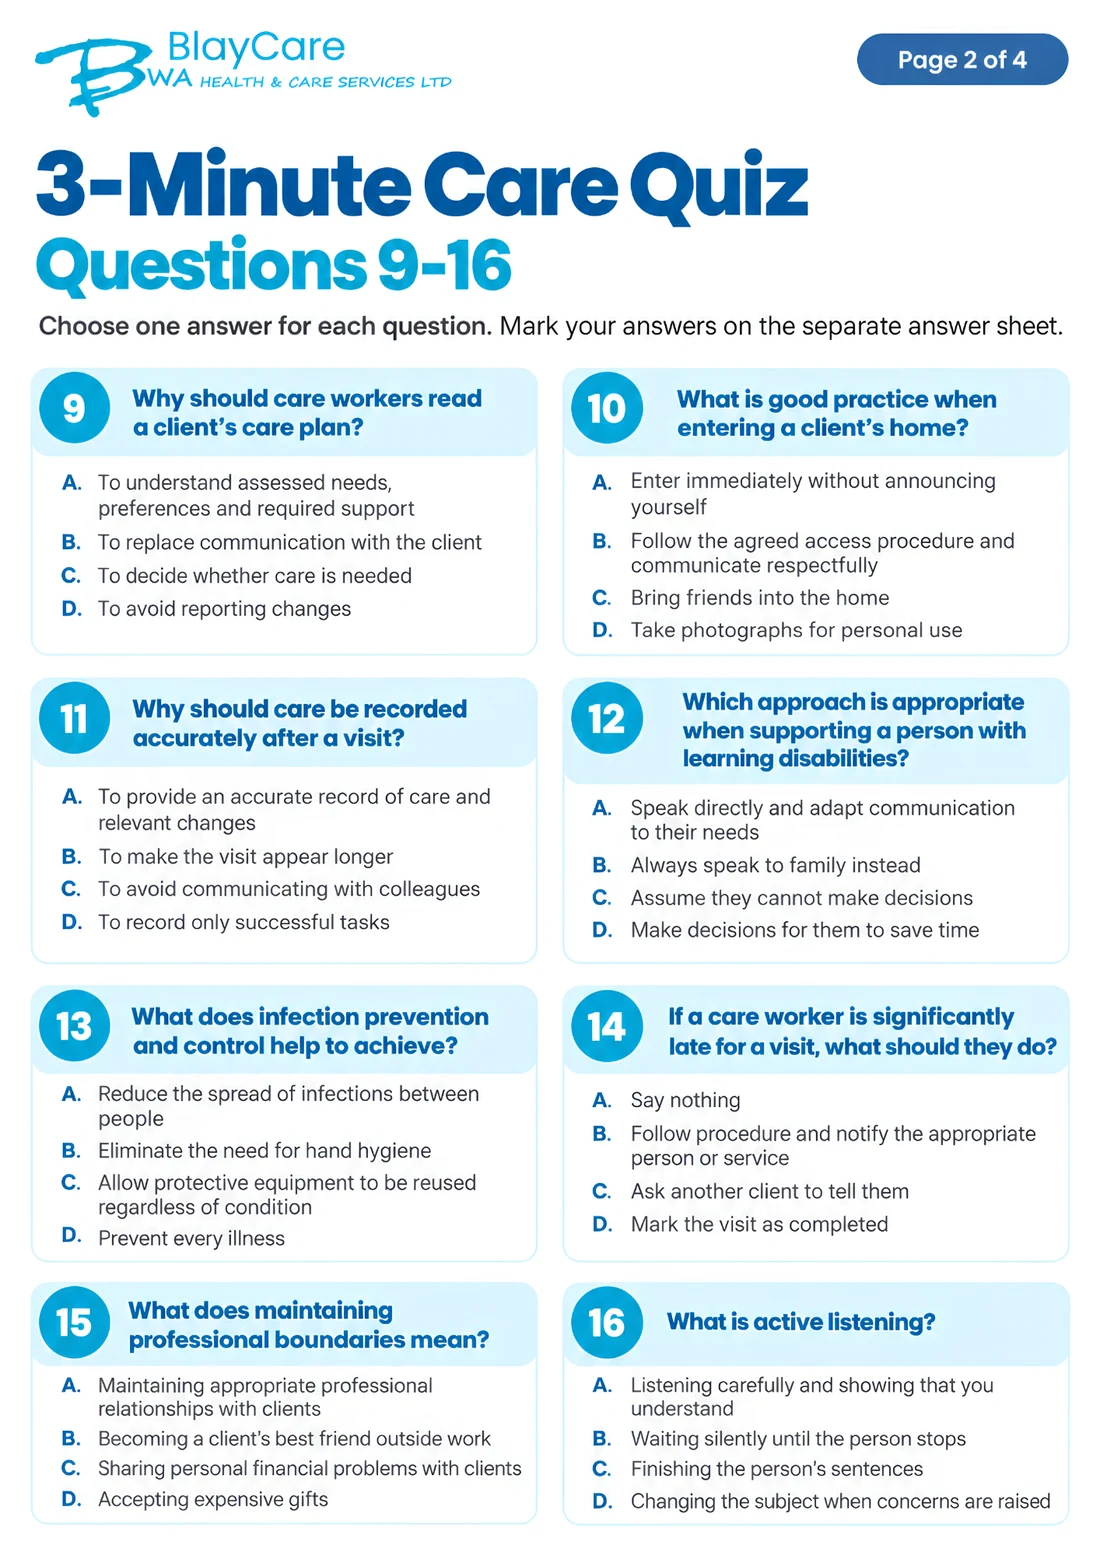 BlayCare
BWA HEALTH & CARE SERVICES LTD
Page 2 of 4
3-Minute Care Quiz
Questions 9-16
Choose one answer for each question. Mark your answers on the separate answer sheet.
9
Why should care workers read
a client's care plan?
A. To understand assessed needs,
preferences and required support
B. To replace communication with the client
C. To decide whether care is needed
D. To avoid reporting changes
10
What is good practice when
entering a client's home?
A. Enter immediately without announcing
yourself
B. Follow the agreed access procedure and
communicate respectfully
C. Bring friends into the home
D. Take photographs for personal use
11
Why should care be recorded
accurately after a visit?
A. To provide an accurate record of care and
relevant changes
B. To make the visit appear longer
C. To avoid communicating with colleagues
D. To record only successful tasks
12
Which approach is appropriate
when supporting a person with
learning disabilities?
A. Speak directly and adapt communication
to their needs
B. Always speak to family instead
C. Assume they cannot make decisions
D. Make decisions for them to save time
13
What does infection prevention
and control help to achieve?
A. Reduce the spread of infections between
people
B. Eliminate the need for hand hygiene
C. Allow protective equipment to be reused
regardless of condition
D. Prevent every illness
14
If a care worker is significantly
late for a visit, what should they do?
A. Say nothing
B. Follow procedure and notify the appropriate
person or service
C. Ask another client to tell them
D. Mark the visit as completed
15
What does maintaining
professional boundaries mean?
A. Maintaining appropriate professional
relationships with clients
B. Becoming a client's best friend outside work
C. Sharing personal financial problems with clients
D. Accepting expensive gifts
16
What is active listening?
A. Listening carefully and showing that you
understand
B. Waiting silently until the person stops
C. Finishing the person's sentences
D. Changing the subject when concerns are raised